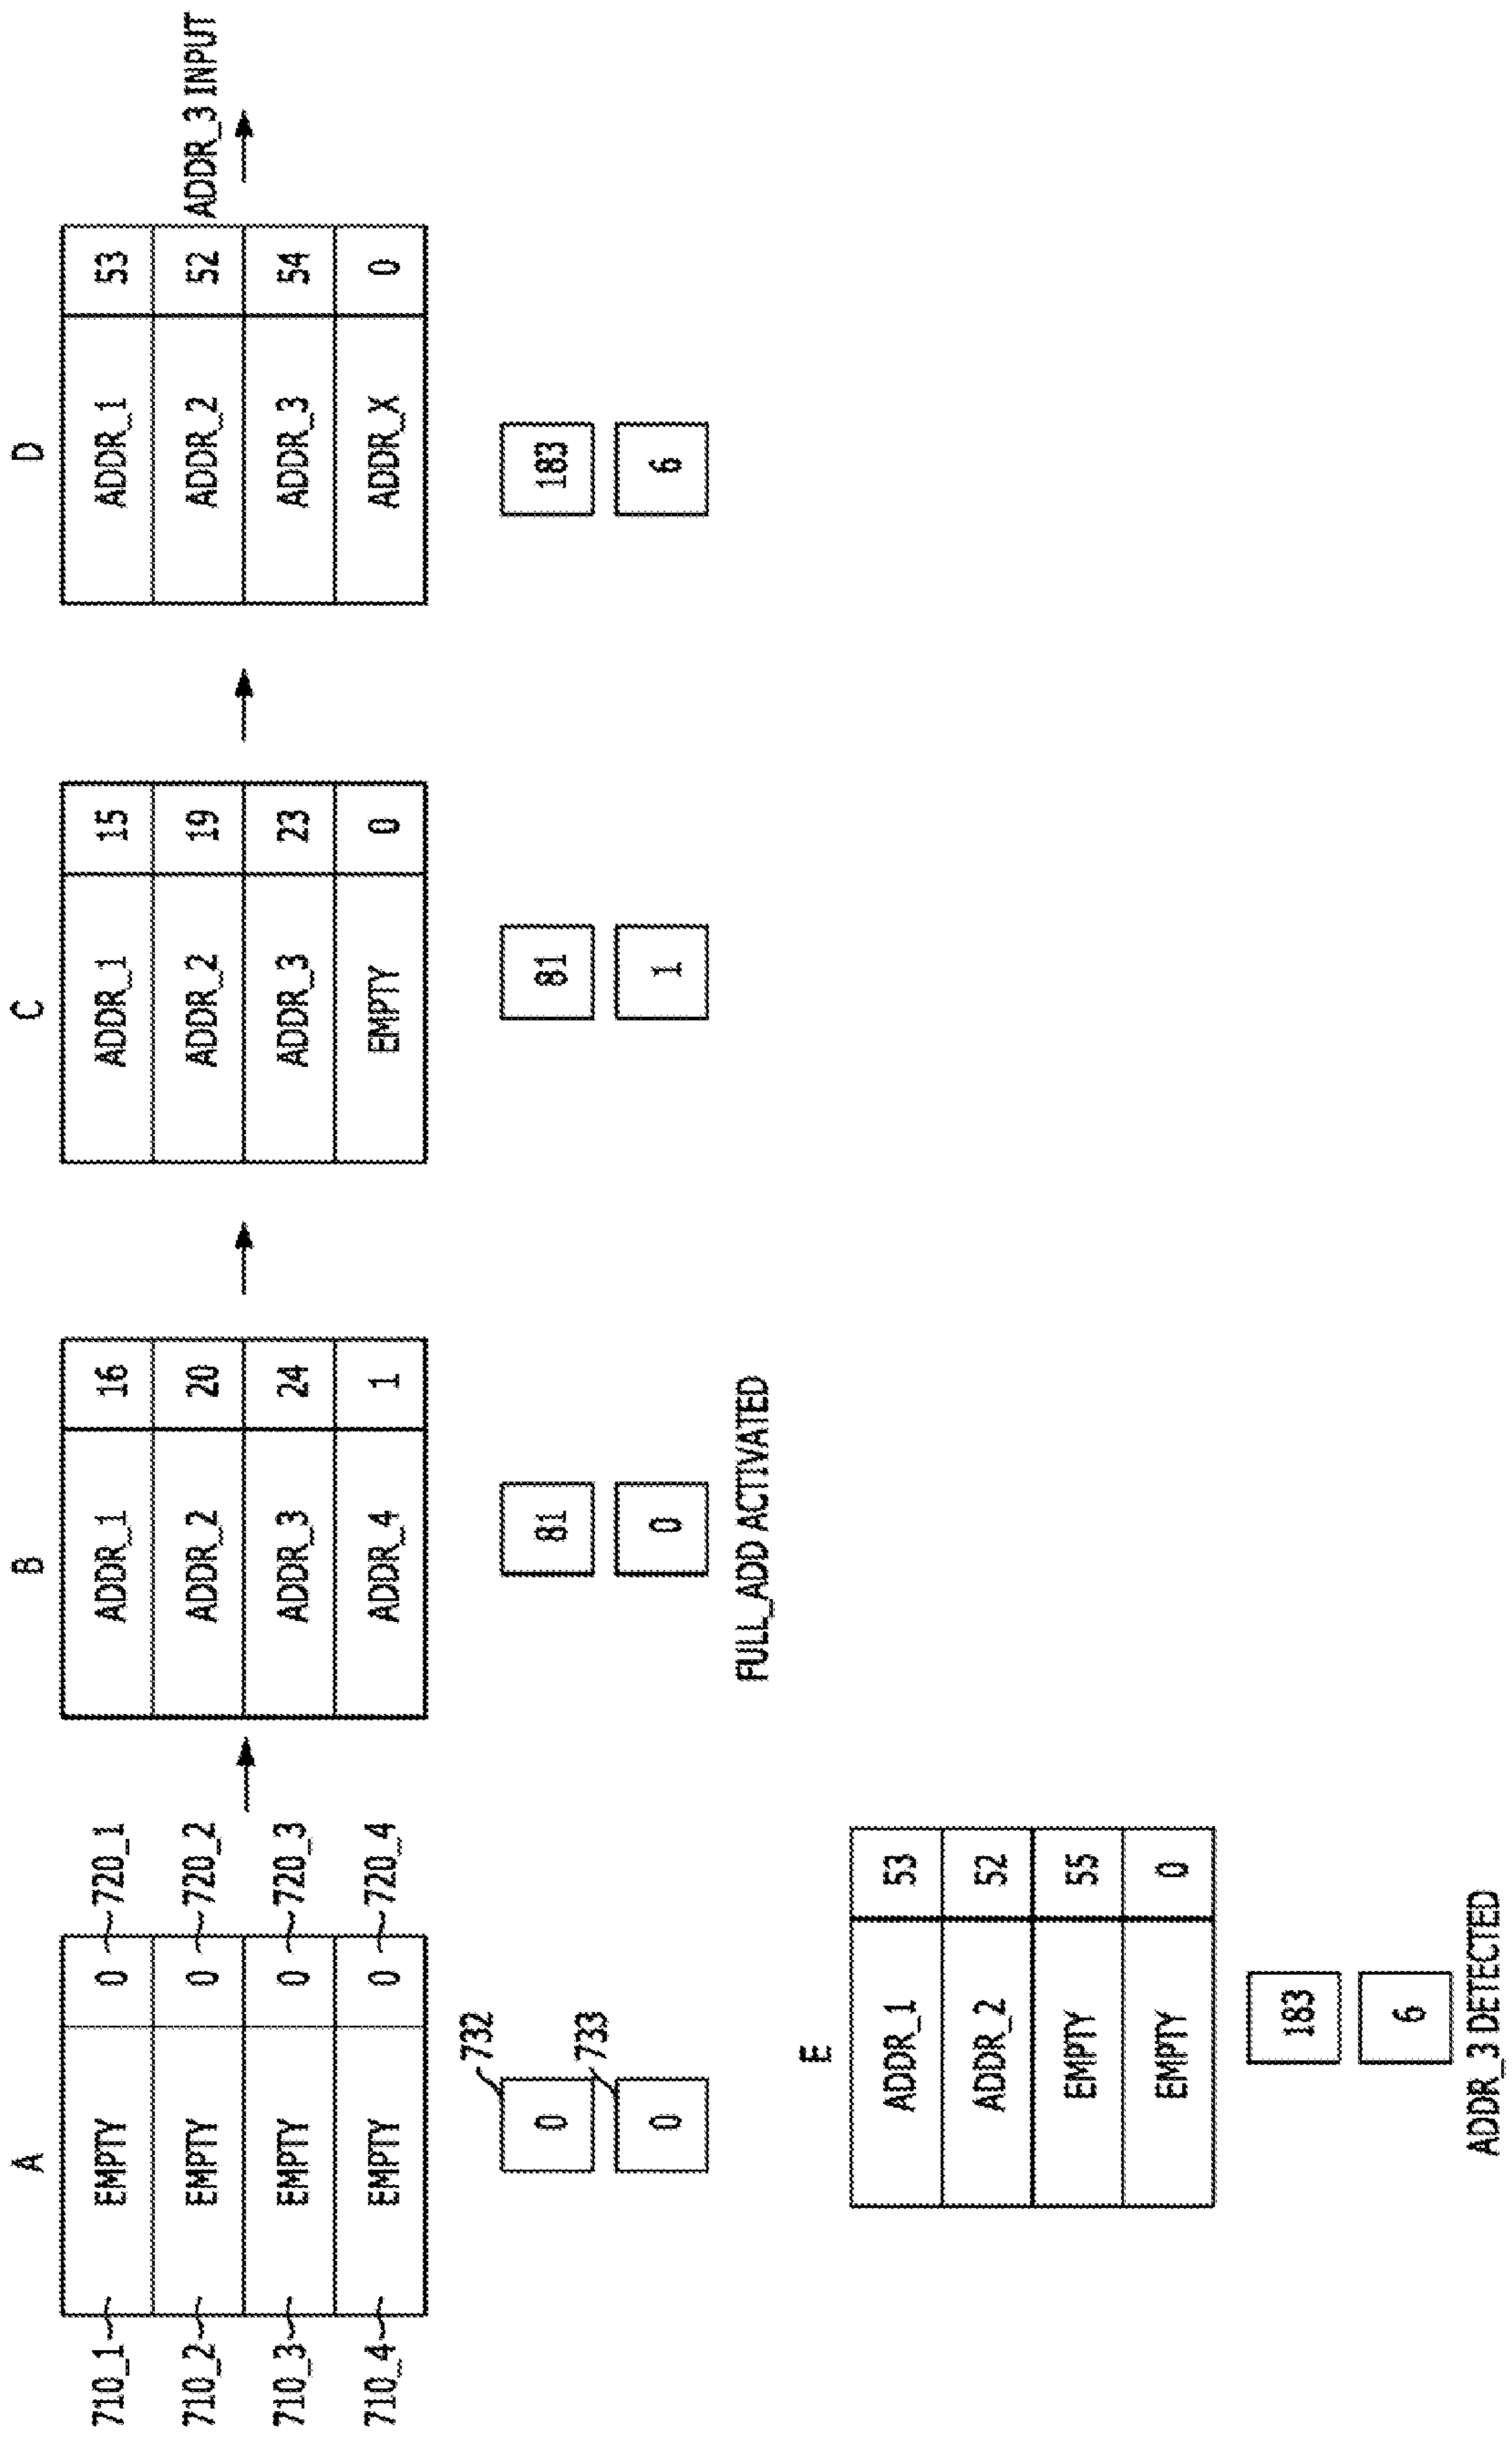 A
710_1 EMPTY 0 720_1
710_2 EMPTY 0 720_2
710_3 EMPTY 0 720_3
710_4 EMPTY 0 720_4
732
0
733
0
B
ADDR_1 16
ADDR_2 20
ADDR_3 24
ADDR_4 1
81
0
FULL_ADD ACTIVATED
C
ADDR_1 15
ADDR_2 19
ADDR_3 23
EMPTY 0
81
1
D
ADDR_1 53
ADDR_2 52
ADDR_3 54
ADDR_X 0
183
6
ADDR_3 INPUT
E
ADDR_1 53
ADDR_2 52
EMPTY 55
EMPTY 0
183
6
ADDR_3 DETECTED